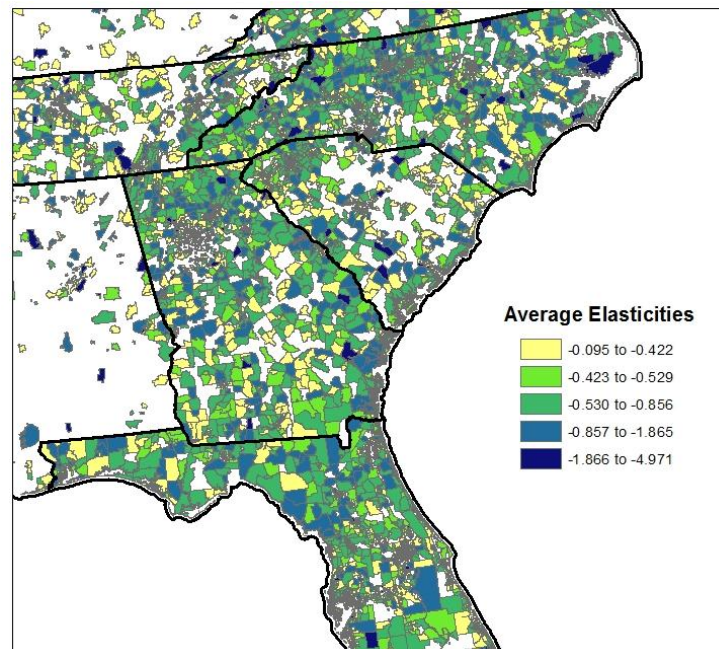 Average Elasticities
-0.095 to -0.422
-0.423 to -0.529
-0.530 to -0.856
-0.857 to -1.865
-1.866 to -4.971